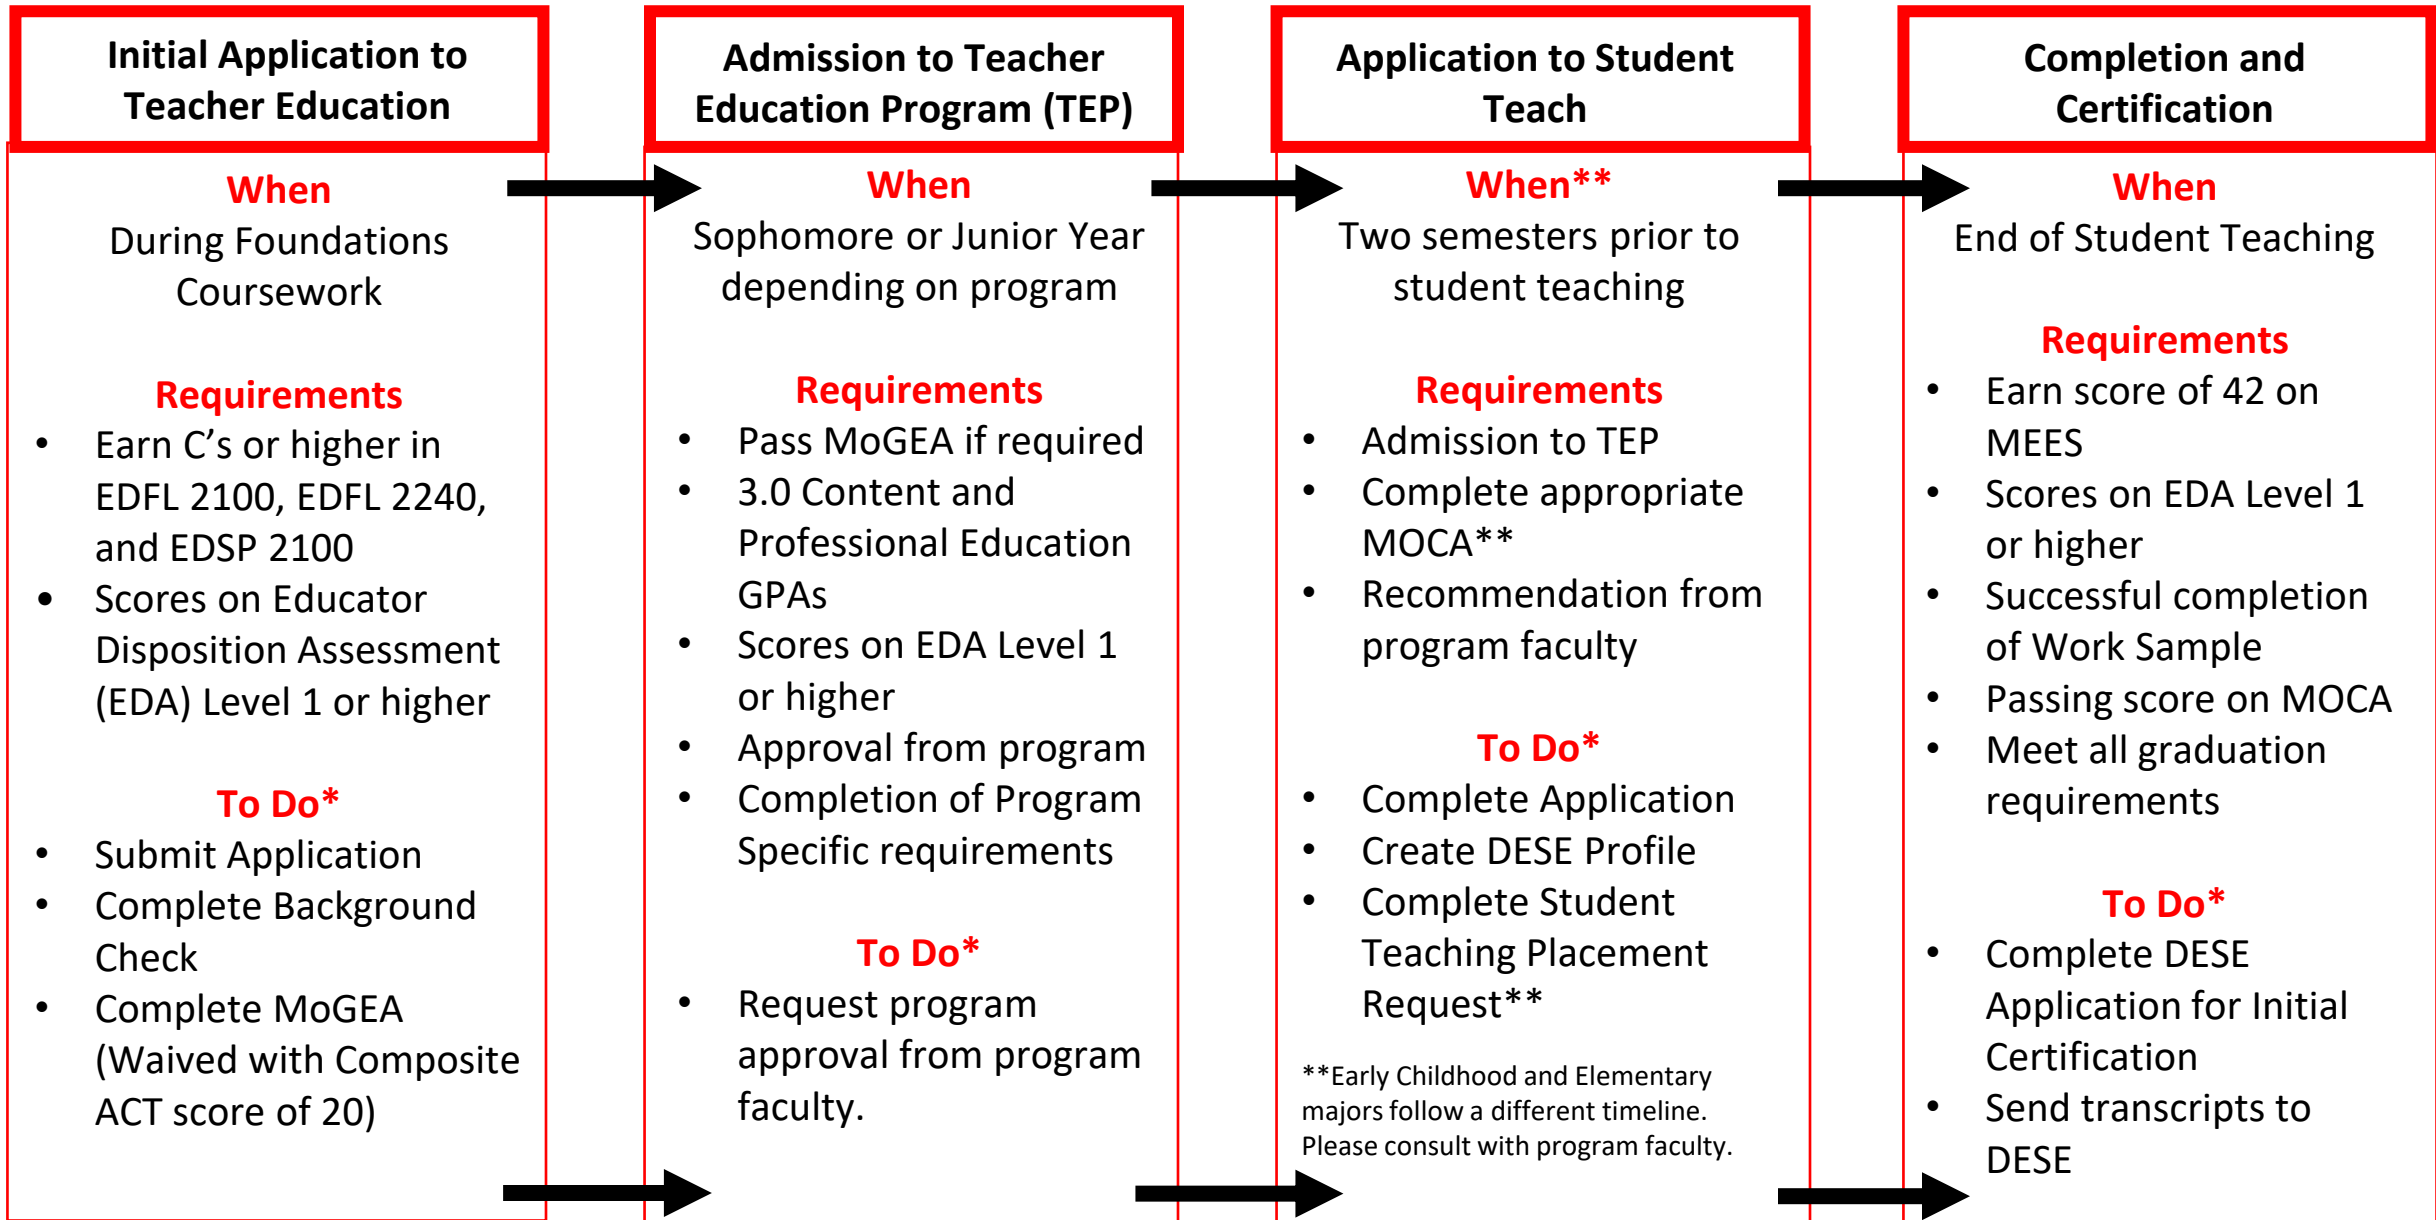 Initial Application to
Teacher Education
When
During Foundations
Coursework
Requirements
• Earn C’s or higher in
EDFL 2100, EDFL 2240,
and EDSP 2100
• Scores on Educator
Disposition Assessment
(EDA) Level 1 or higher
To Do*
• Submit Application
• Complete Background
Check
• Complete MoGEA
(Waived with Composite
ACT score of 20)
Admission to Teacher
Education Program (TEP)
When
Sophomore or Junior Year
depending on program
Requirements
• Pass MoGEA if required
• 3.0 Content and
Professional Education
GPAs
• Scores on EDA Level 1
or higher
• Approval from program
• Completion of Program
Specific requirements
To Do*
• Request program
approval from program
faculty.
Application to Student
Teach
When**
Two semesters prior to
student teaching
Requirements
• Admission to TEP
• Complete appropriate
MOCA**
• Recommendation from
program faculty
To Do*
• Complete Application
• Create DESE Profile
• Complete Student
Teaching Placement
Request**
**Early Childhood and Elementary
majors follow a different timeline.
Please consult with program faculty.
Completion and
Certification
When
End of Student Teaching
Requirements
• Earn score of 42 on
MEES
• Scores on EDA Level 1
or higher
• Successful completion
of Work Sample
• Passing score on MOCA
• Meet all graduation
requirements
To Do*
• Complete DESE
Application for Initial
Certification
• Send transcripts to
DESE